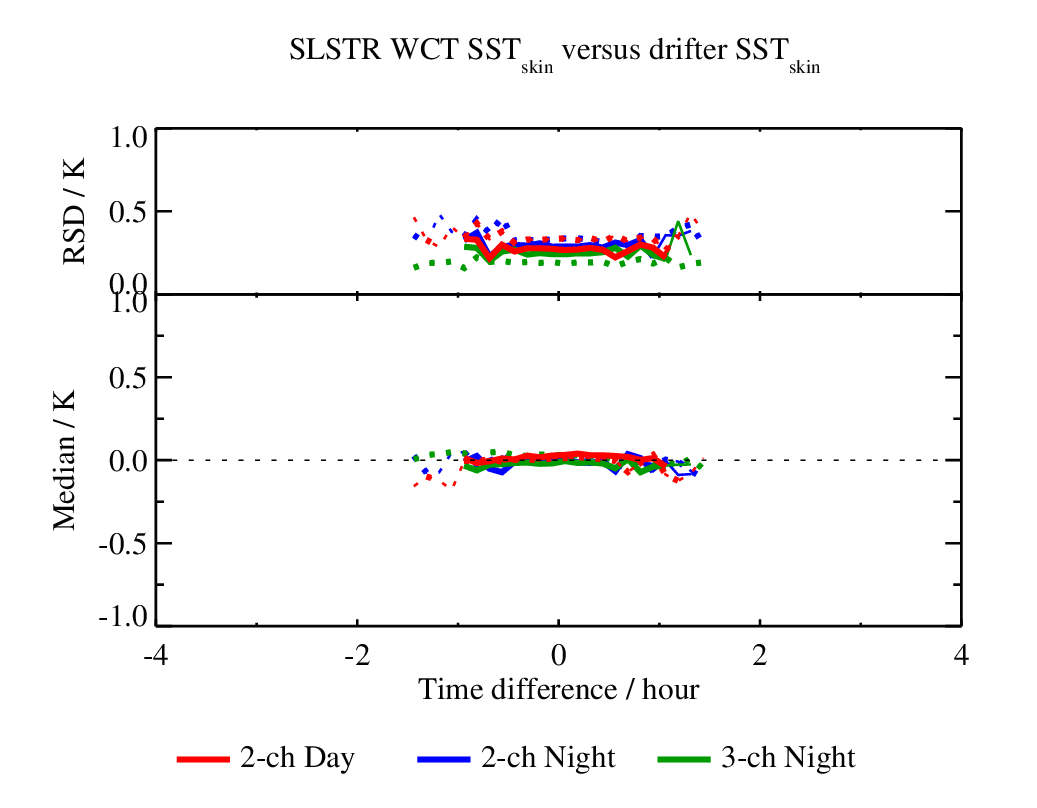 SLSTR WCT SST_skin versus drifter SST_skin
1.0
0.5
0.0
RSD / K
1.0
0.5
0.0
-0.5
-1.0
Median / K
-4 -2 0 2 4
Time difference / hour
2-ch Day 2-ch Night 3-ch Night